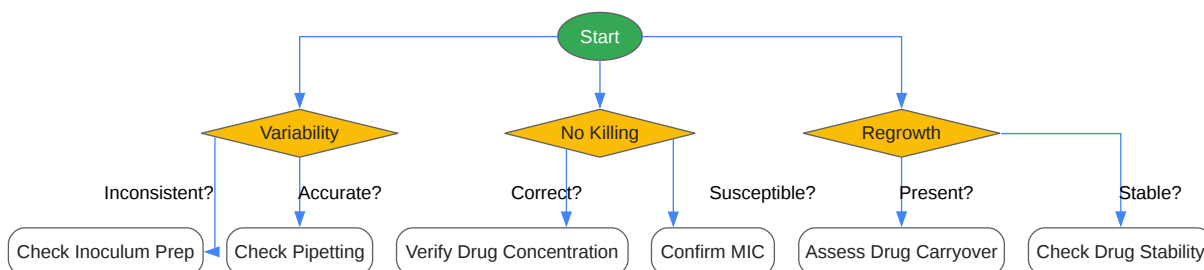 Start
Variability
No Killing
Regrowth
Inconsistent?
Accurate?
Correct?
Susceptible?
Present?
Stable?
Check Inoculum Prep
Check Pipetting
Verify Drug Concentration
Confirm MIC
Assess Drug Carryover
Check Drug Stability